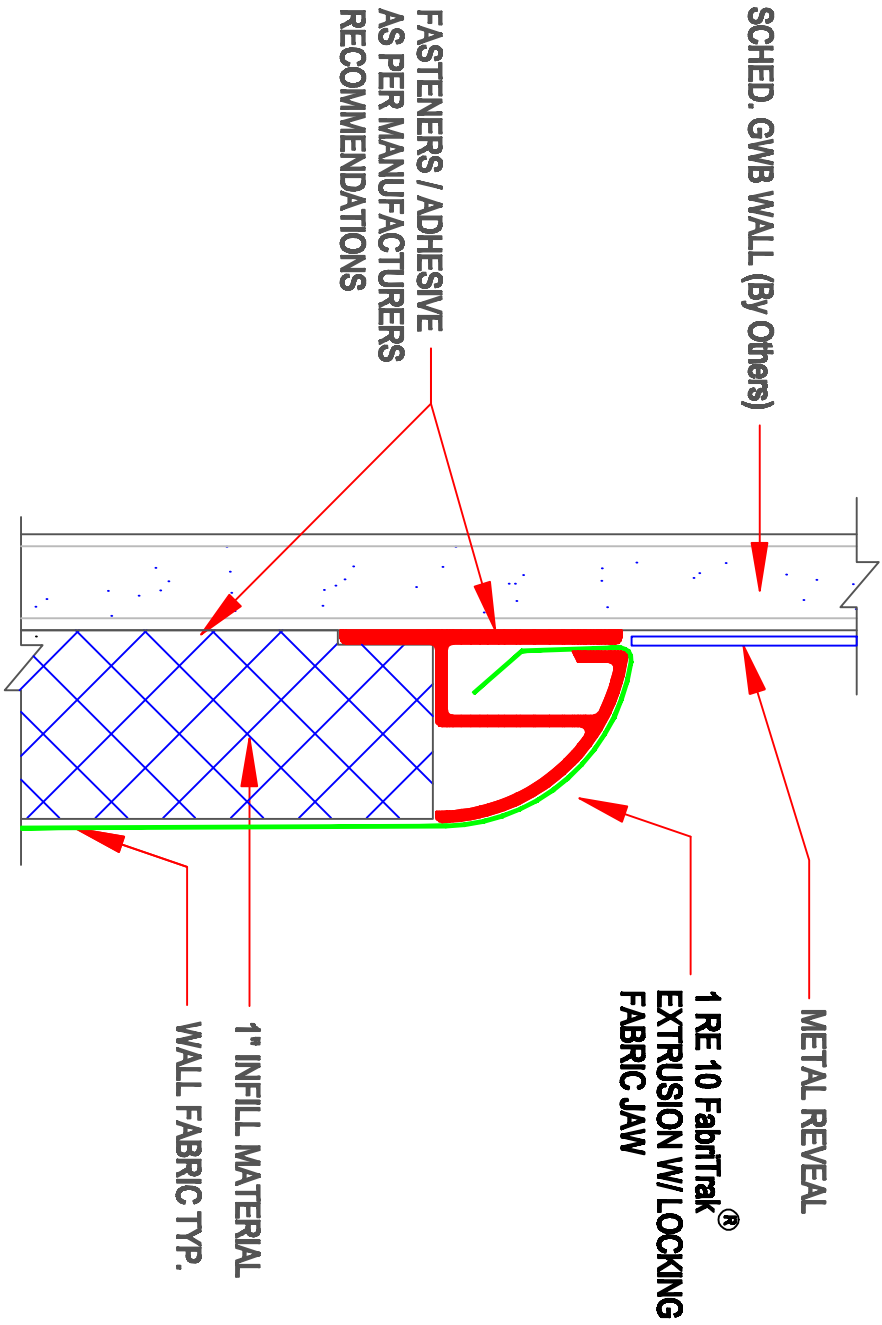 SCHED. GWB WALL (By Others)
FASTENERS / ADHESIVE
AS PER MANUFACTURERS
RECOMMENDATIONS
METAL REVEAL
1 RE 10 FabriTrak®
EXTRUSION W/ LOCKING
FABRIC JAW
1" INFILL MATERIAL
WALL FABRIC TYP.